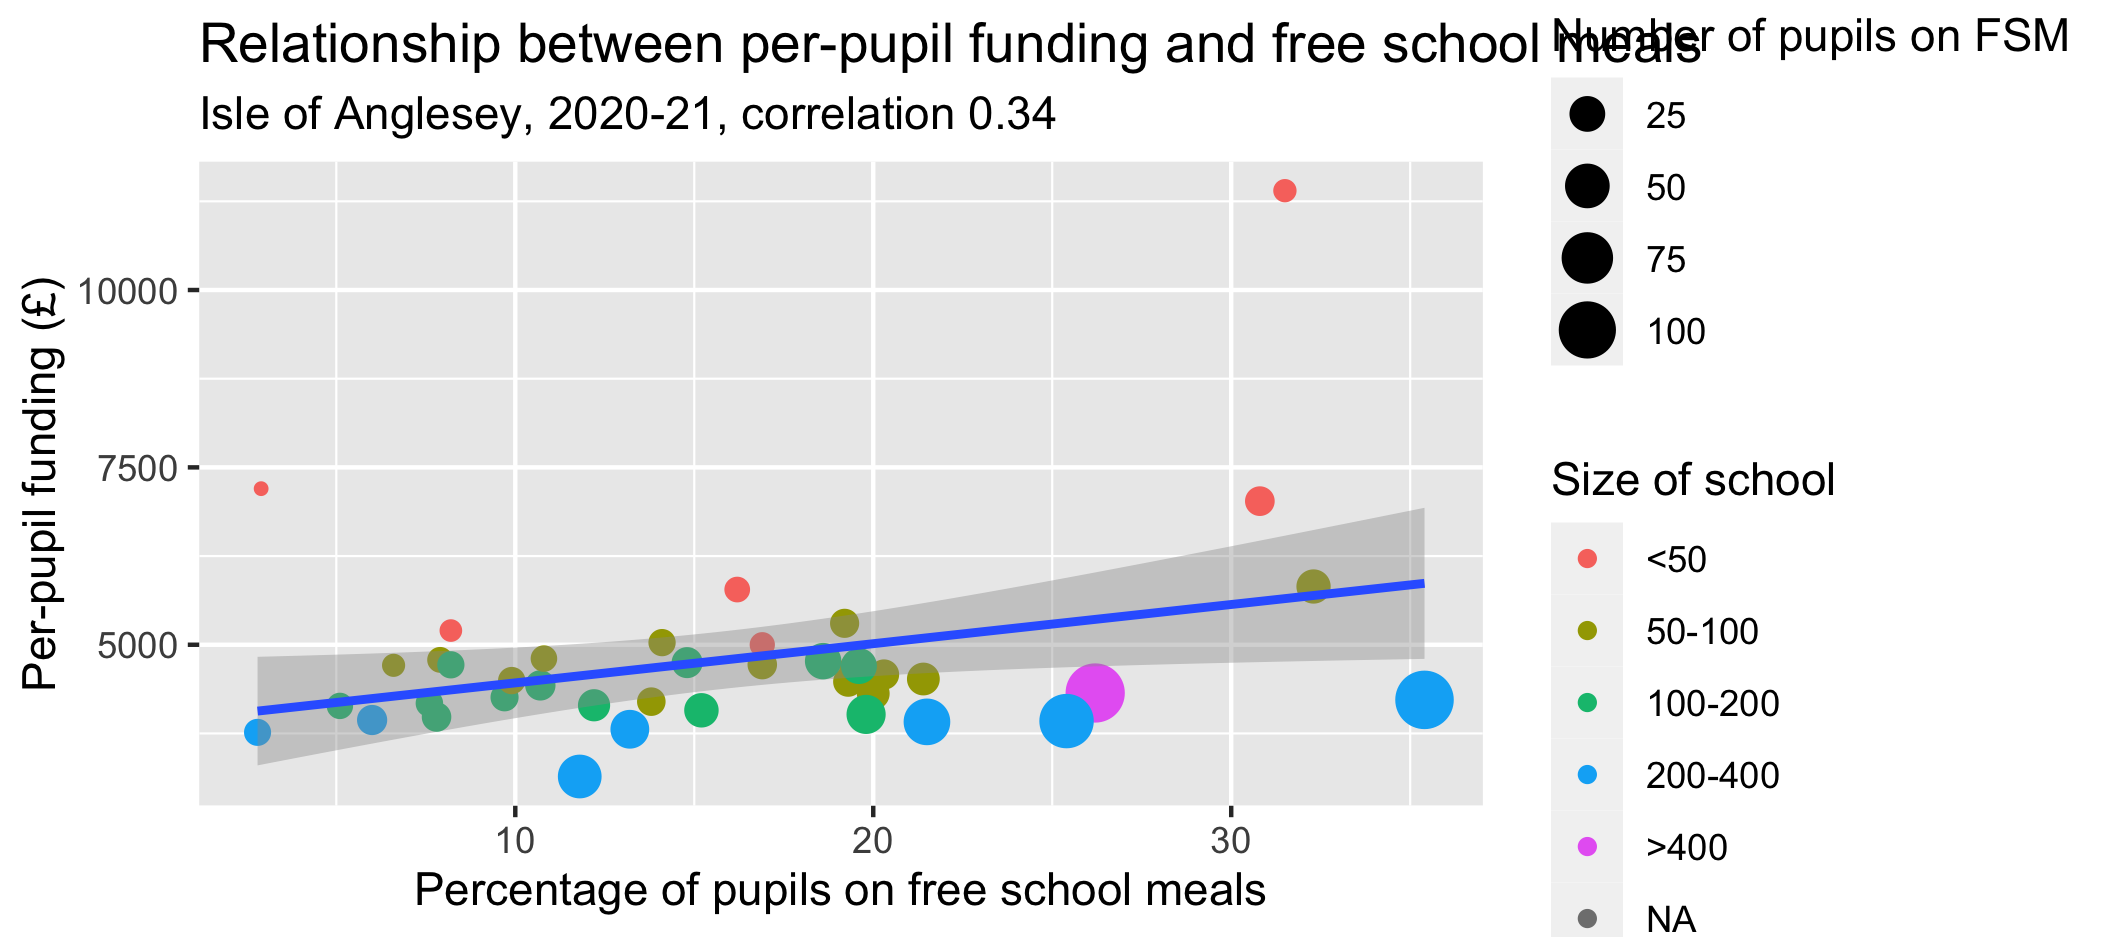 Relationship between per-pupil funding and free school meals
Isle of Anglesey, 2020-21, correlation 0.34
Per-pupil funding (£)
10000
7500
5000
10
20
30
Percentage of pupils on free school meals
Number of pupils on FSM
25
50
75
100
Size of school
<50
50-100
100-200
200-400
>400
NA